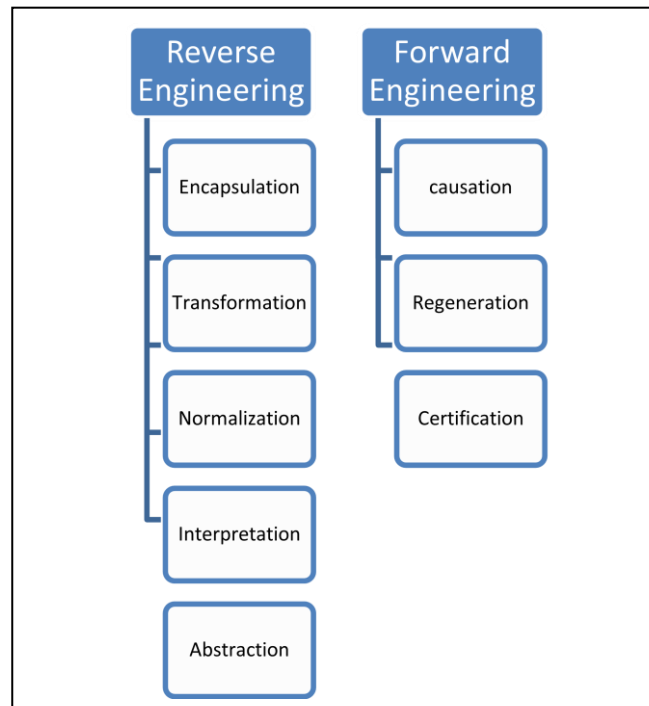 Reverse
Engineering
Encapsulation
Transformation
Normalization
Interpretation
Abstraction
Forward
Engineering
causation
Regeneration
Certification